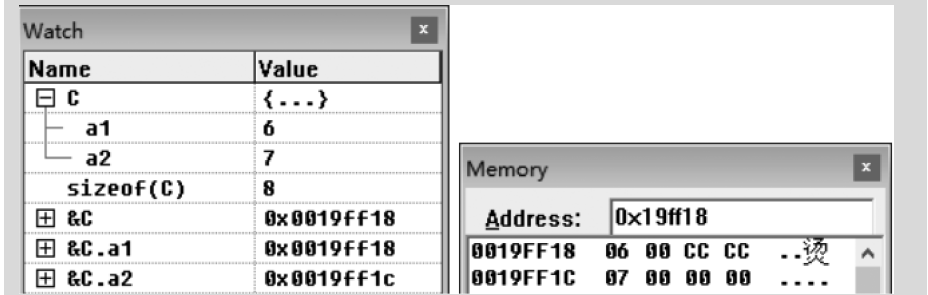 Watch x
Name Value
C {...}
a1 6
a2 7
sizeof(C) 8
&C 0x0019ff18
&C.a1 0x0019ff18
&C.a2 0x0019ff1c
Memory x
Address: 0x19ff18
0019FF18 06 00 CC CC ..烫
0019FF1C 07 00 00 00 ....